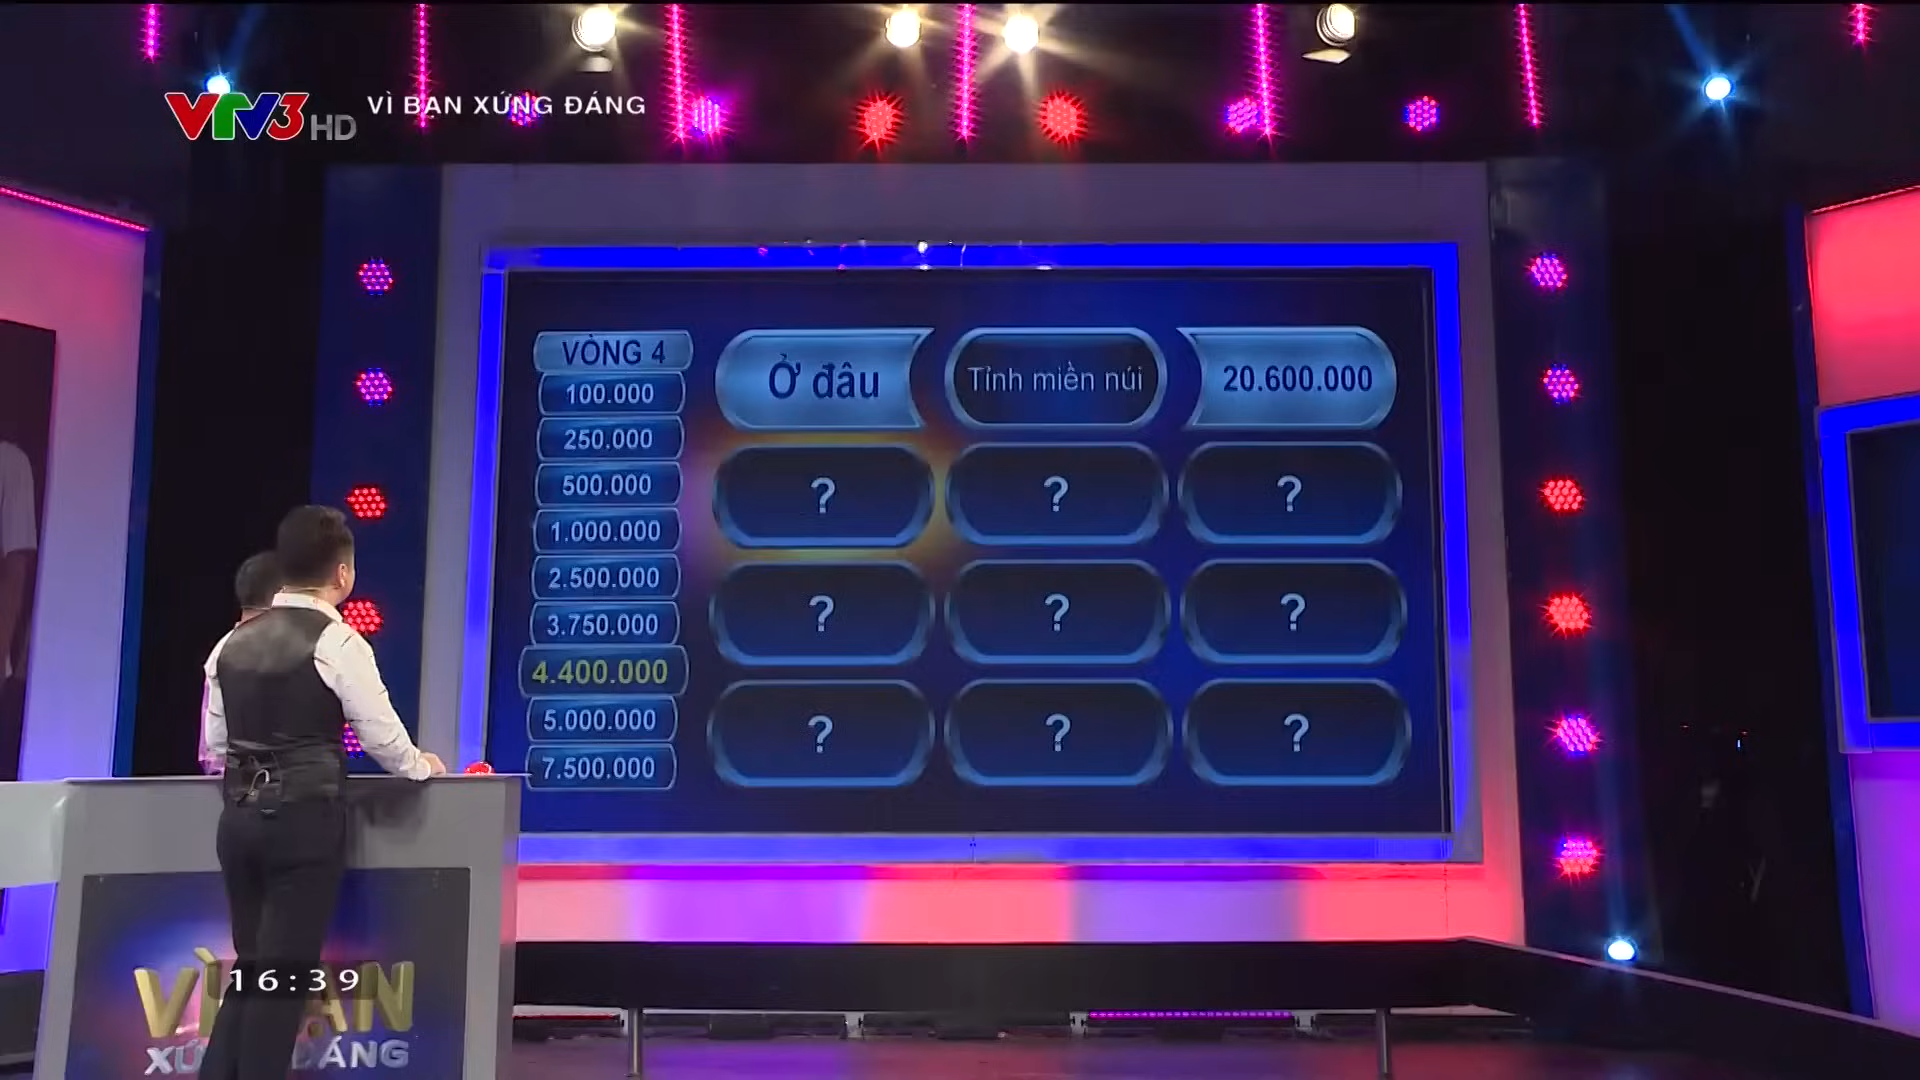 VTV3 HD
VÌ BẠN XỨNG ĐÁNG
VÒNG 4
100.000
250.000
500.000
1.000.000
2.500.000
3.750.000
4.400.000
5.000.000
7.500.000
Ở đâu
Tỉnh miền núi
20.600.000
? ? ?
? ? ?
? ? ?
16:39
VÌ
XỨ ĐÁNG